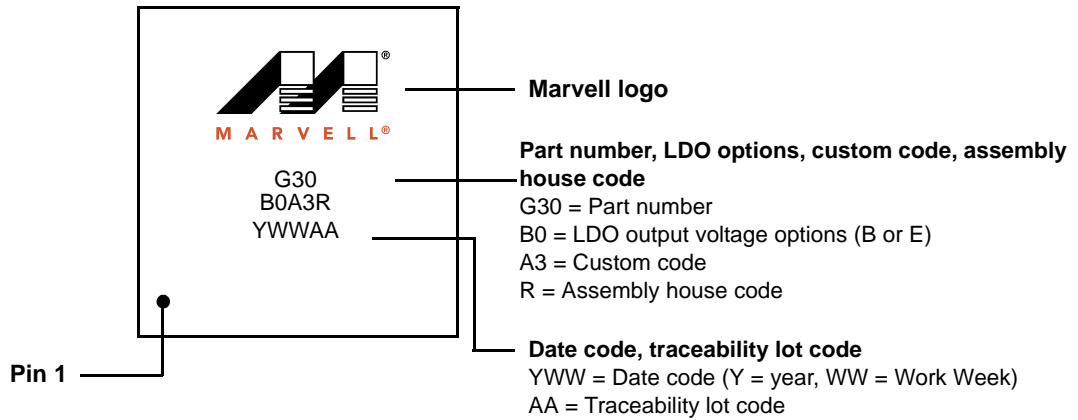 ®
MARVELL®
G30
B0A3R
YWWAA
Pin 1
Marvell logo
Part number, LDO options, custom code, assembly
house code
G30 = Part number
B0 = LDO output voltage options (B or E)
A3 = Custom code
R = Assembly house code
Date code, traceability lot code
YWW = Date code (Y = year, WW = Work Week)
AA = Traceability lot code